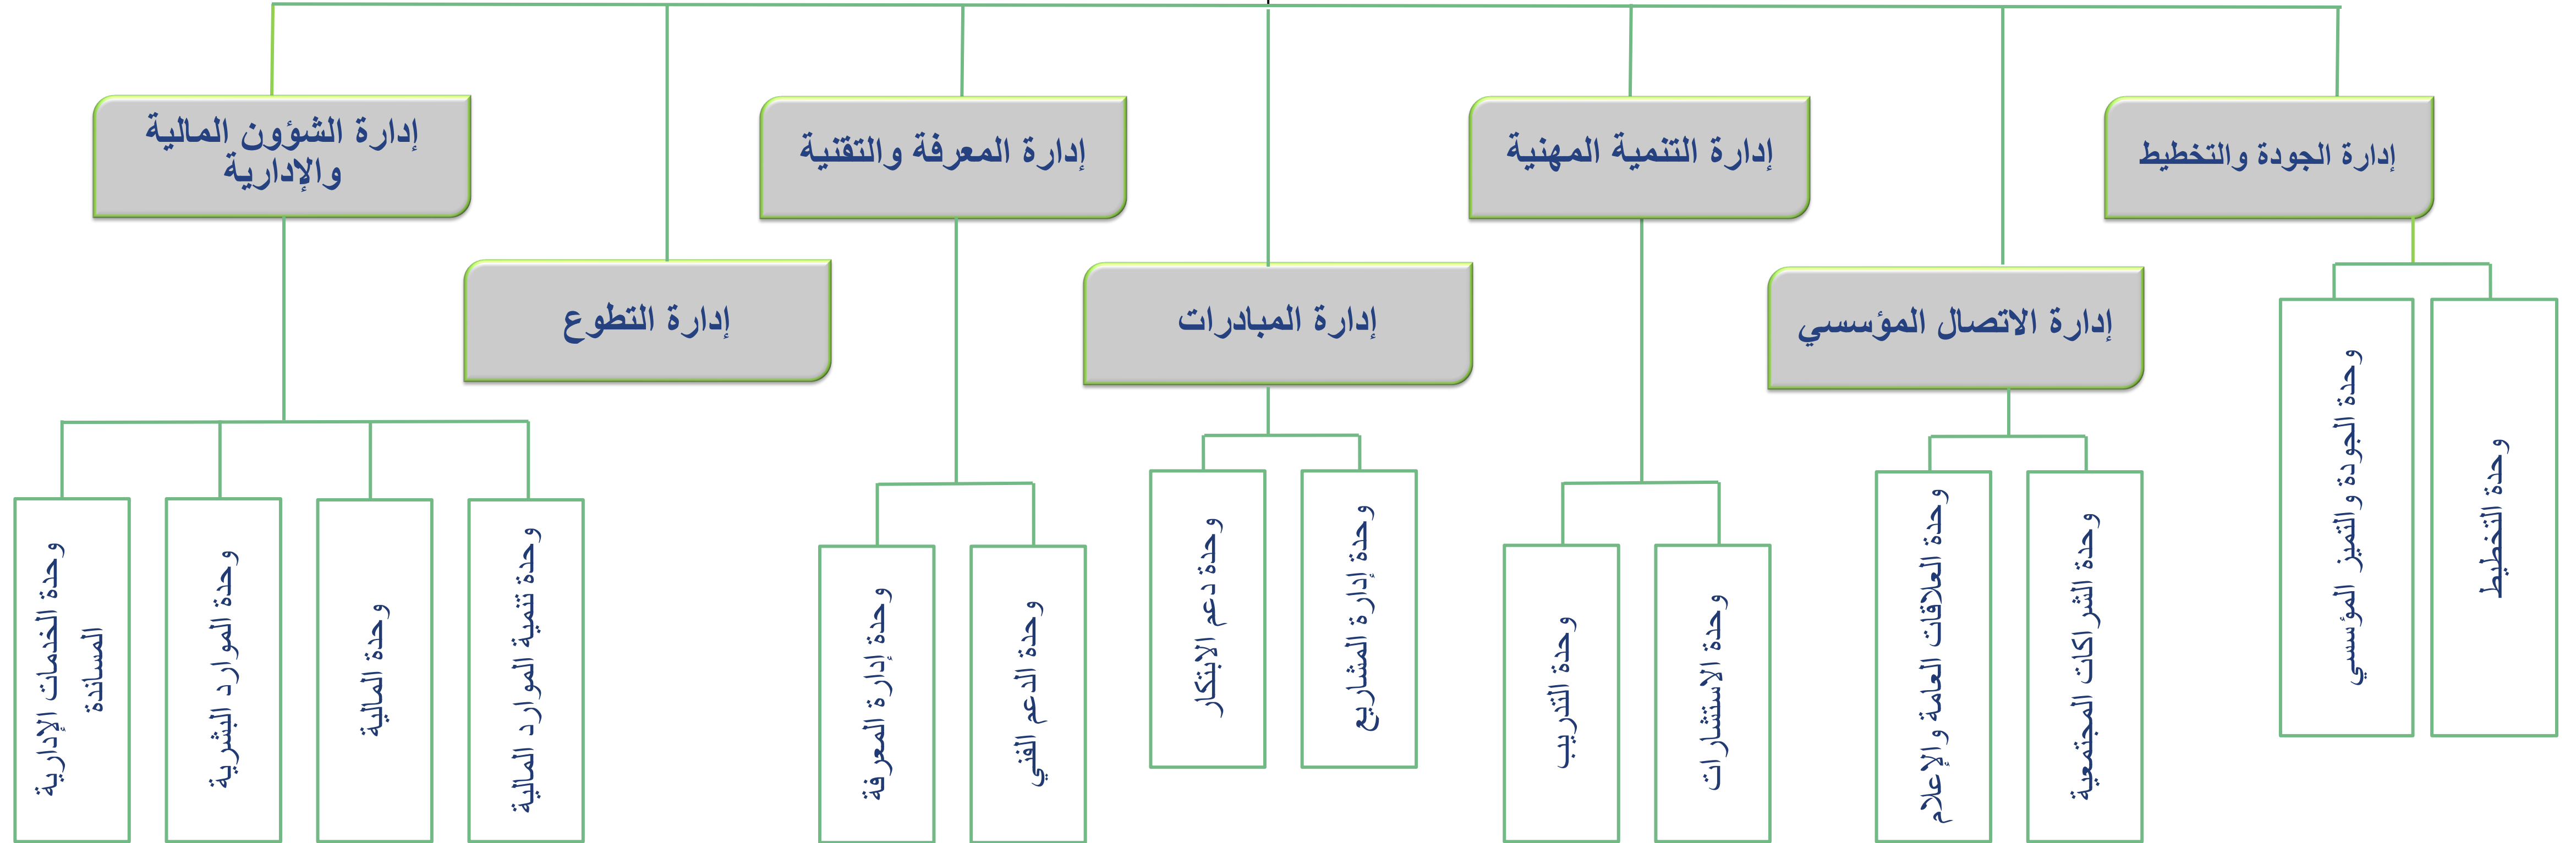 إدارة الجودة والتخطيط
إدارة التنمية المهنية
إدارة المعرفة والتقنية
إدارة الشؤون المالية
والإدارية
إدارة الاتصال المؤسسي
إدارة المبادرات
إدارة التطوع
وحدة التخطيط
وحدة الجودة والتميز المؤسسي
وحدة الشراكات المجتمعية
وحدة العلاقات العامة والإعلام
وحدة الاستشارات
وحدة التدريب
وحدة إدارة المشاريع
وحدة دعم الابتكار
وحدة الدعم الفني
وحدة إدارة المعرفة
وحدة تنمية الموارد المالية
وحدة المالية
وحدة الموارد البشرية
وحدة الخدمات الإدارية
المساندة